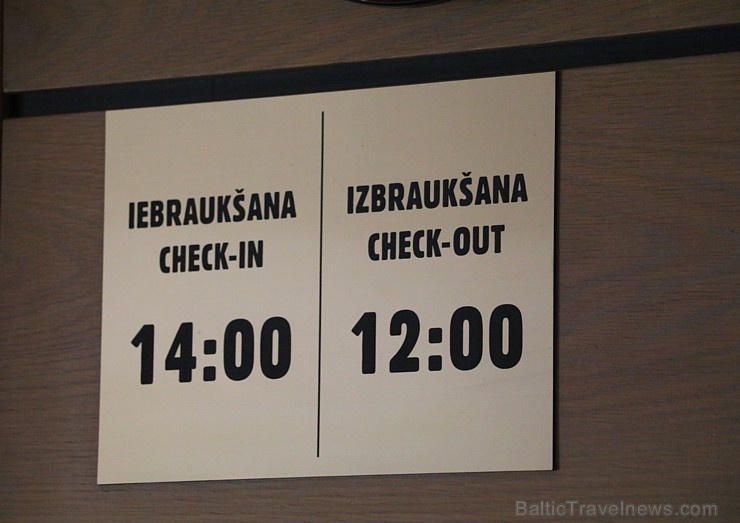 IEBRAUKŠANA
CHECK-IN
14:00
IZBRAUKŠANA
CHECK-OUT
12:00
BalticTravelnews.com